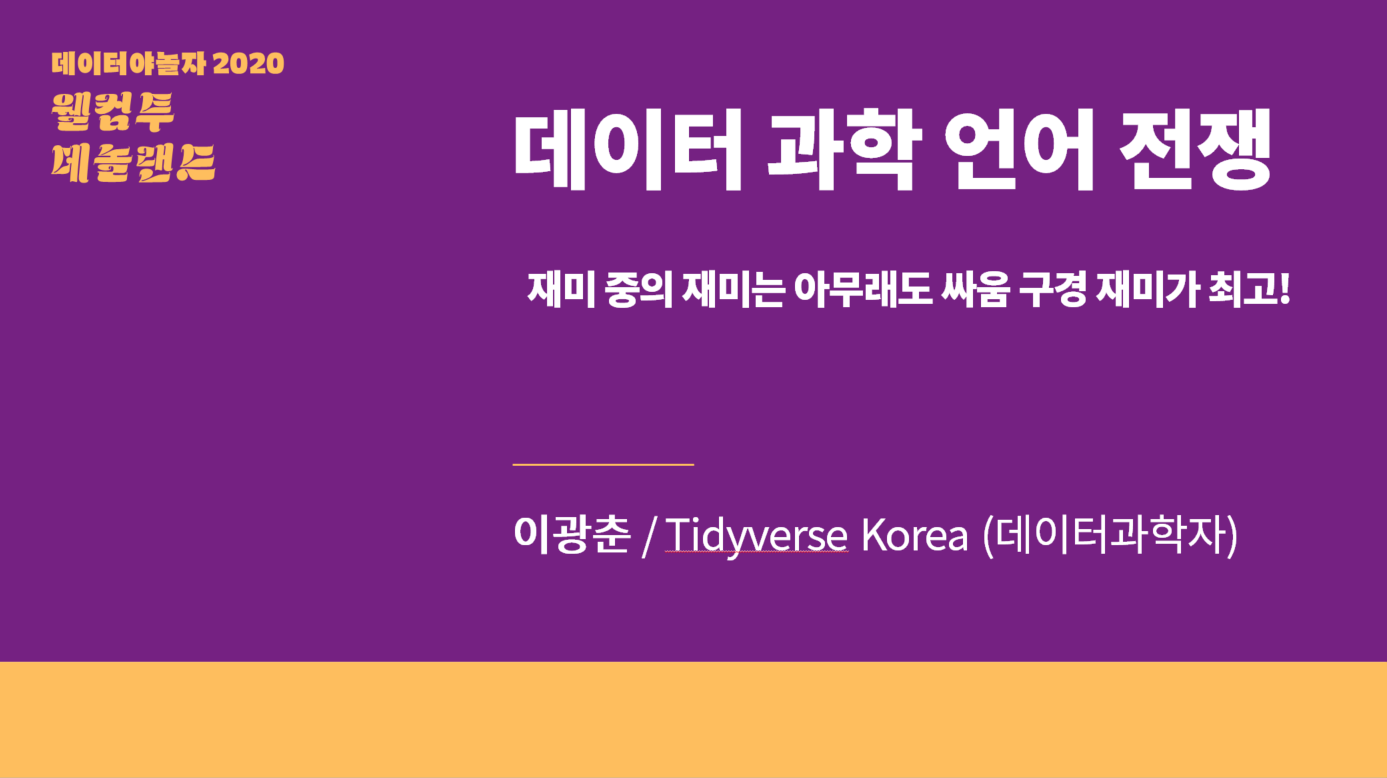 데이터야놀자 2020
웰컴투
데놀랜드
데이터 과학 언어 전쟁
재미 중의 재미는 아무래도 싸움 구경 재미가 최고!
이광춘 / Tidyverse Korea (데이터과학자)